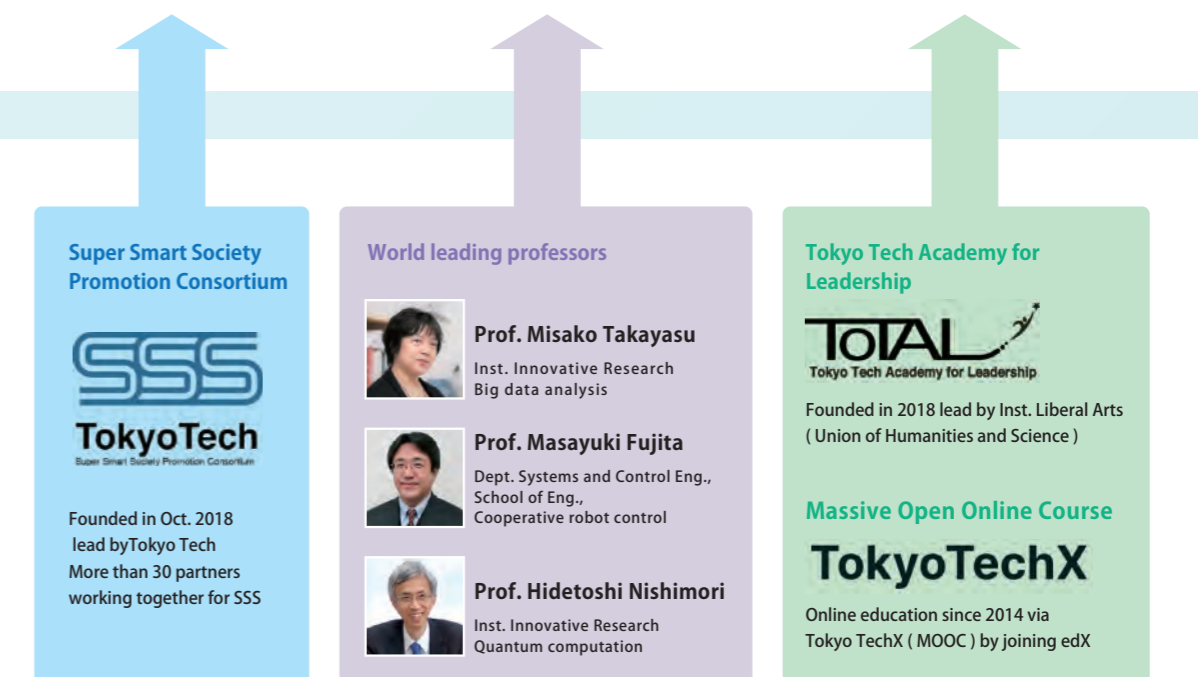 Super Smart Society
Promotion Consortium
SSS
TokyoTech
Super Smart Society Promotion Consortium
Founded in Oct. 2018
lead byTokyo Tech
More than 30 partners
working together for SSS
World leading professors
Prof. Misako Takayasu
Inst. Innovative Research
Big data analysis
Prof. Masayuki Fujita
Dept. Systems and Control Eng.,
School of Eng.,
Cooperative robot control
Prof. Hidetoshi Nishimori
Inst. Innovative Research
Quantum computation
Tokyo Tech Academy for
Leadership
ToTAL
Tokyo Tech Academy for Leadership
Founded in 2018 lead by Inst. Liberal Arts
( Union of Humanities and Science )
Massive Open Online Course
TokyoTechX
Online education since 2014 via
Tokyo TechX ( MOOC ) by joining edX